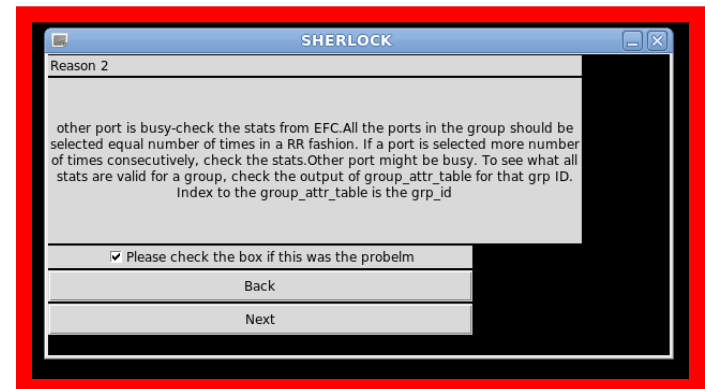 SHERLOCK
Reason 2
other port is busy-check the stats from EFC.All the ports in the group should be
selected equal number of times in a RR fashion. If a port is selected more number
of times consecutively, check the stats.Other port might be busy. To see what all
stats are valid for a group, check the output of group_attr_table for that grp ID.
Index to the group_attr_table is the grp_id
Please check the box if this was the probelm
Back
Next